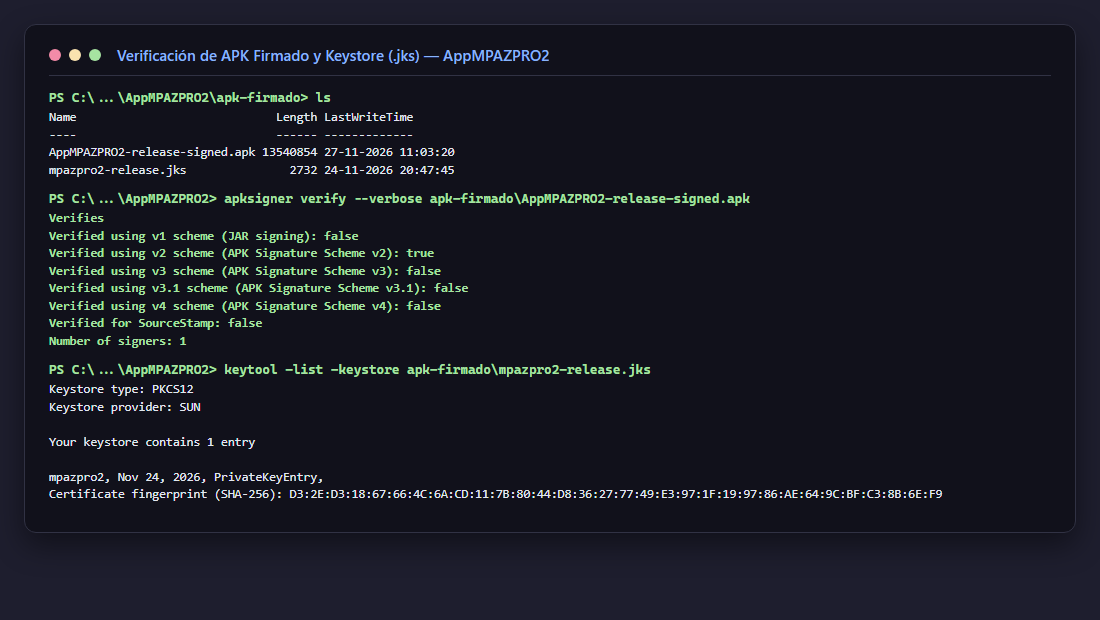 Verificación de APK Firmado y Keystore (.jks) — AppMPAZPRO2
PS C:\...\AppMPAZPRO2\apk-firmado> ls
Name                             Length LastWriteTime
----                             ------ -------------
AppMPAZPRO2-release-signed.apk 13540854 27-11-2026 11:03:20
mpazpro2-release.jks               2732 24-11-2026 20:47:45
PS C:\...\AppMPAZPRO2> apksigner verify --verbose apk-firmado\AppMPAZPRO2-release-signed.apk
Verifies
Verified using v1 scheme (JAR signing): false
Verified using v2 scheme (APK Signature Scheme v2): true
Verified using v3 scheme (APK Signature Scheme v3): false
Verified using v3.1 scheme (APK Signature Scheme v3.1): false
Verified using v4 scheme (APK Signature Scheme v4): false
Verified for SourceStamp: false
Number of signers: 1
PS C:\...\AppMPAZPRO2> keytool -list -keystore apk-firmado\mpazpro2-release.jks
Keystore type: PKCS12
Keystore provider: SUN
Your keystore contains 1 entry
mpazpro2, Nov 24, 2026, PrivateKeyEntry,
Certificate fingerprint (SHA-256): D3:2E:D3:18:67:66:4C:6A:CD:11:7B:80:44:D8:36:27:77:49:E3:97:1F:19:97:86:AE:64:9C:BF:C3:8B:6E:F9